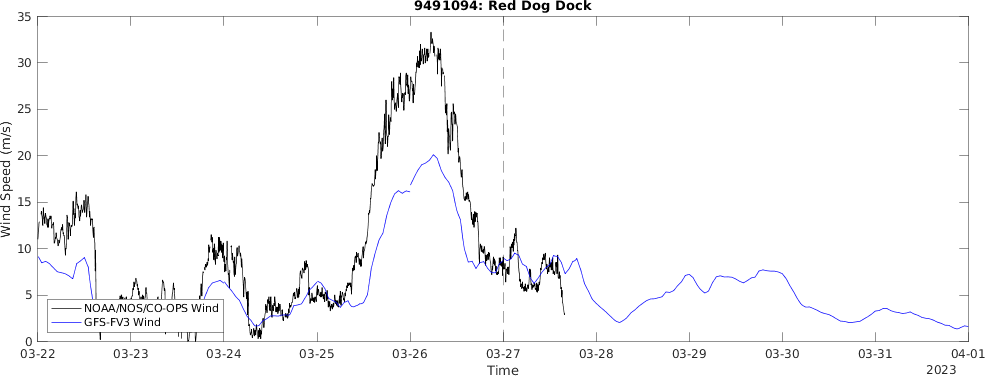 9491094: Red Dog Dock
35
30
25
20
15
10
5
0
Wind Speed (m/s)
NOAA/NOS/CO-OPS Wind
GFS-FV3 Wind
03-22 03-23 03-24 03-25 03-26 03-27 03-28 03-29 03-30 03-31 04-01
Time
2023